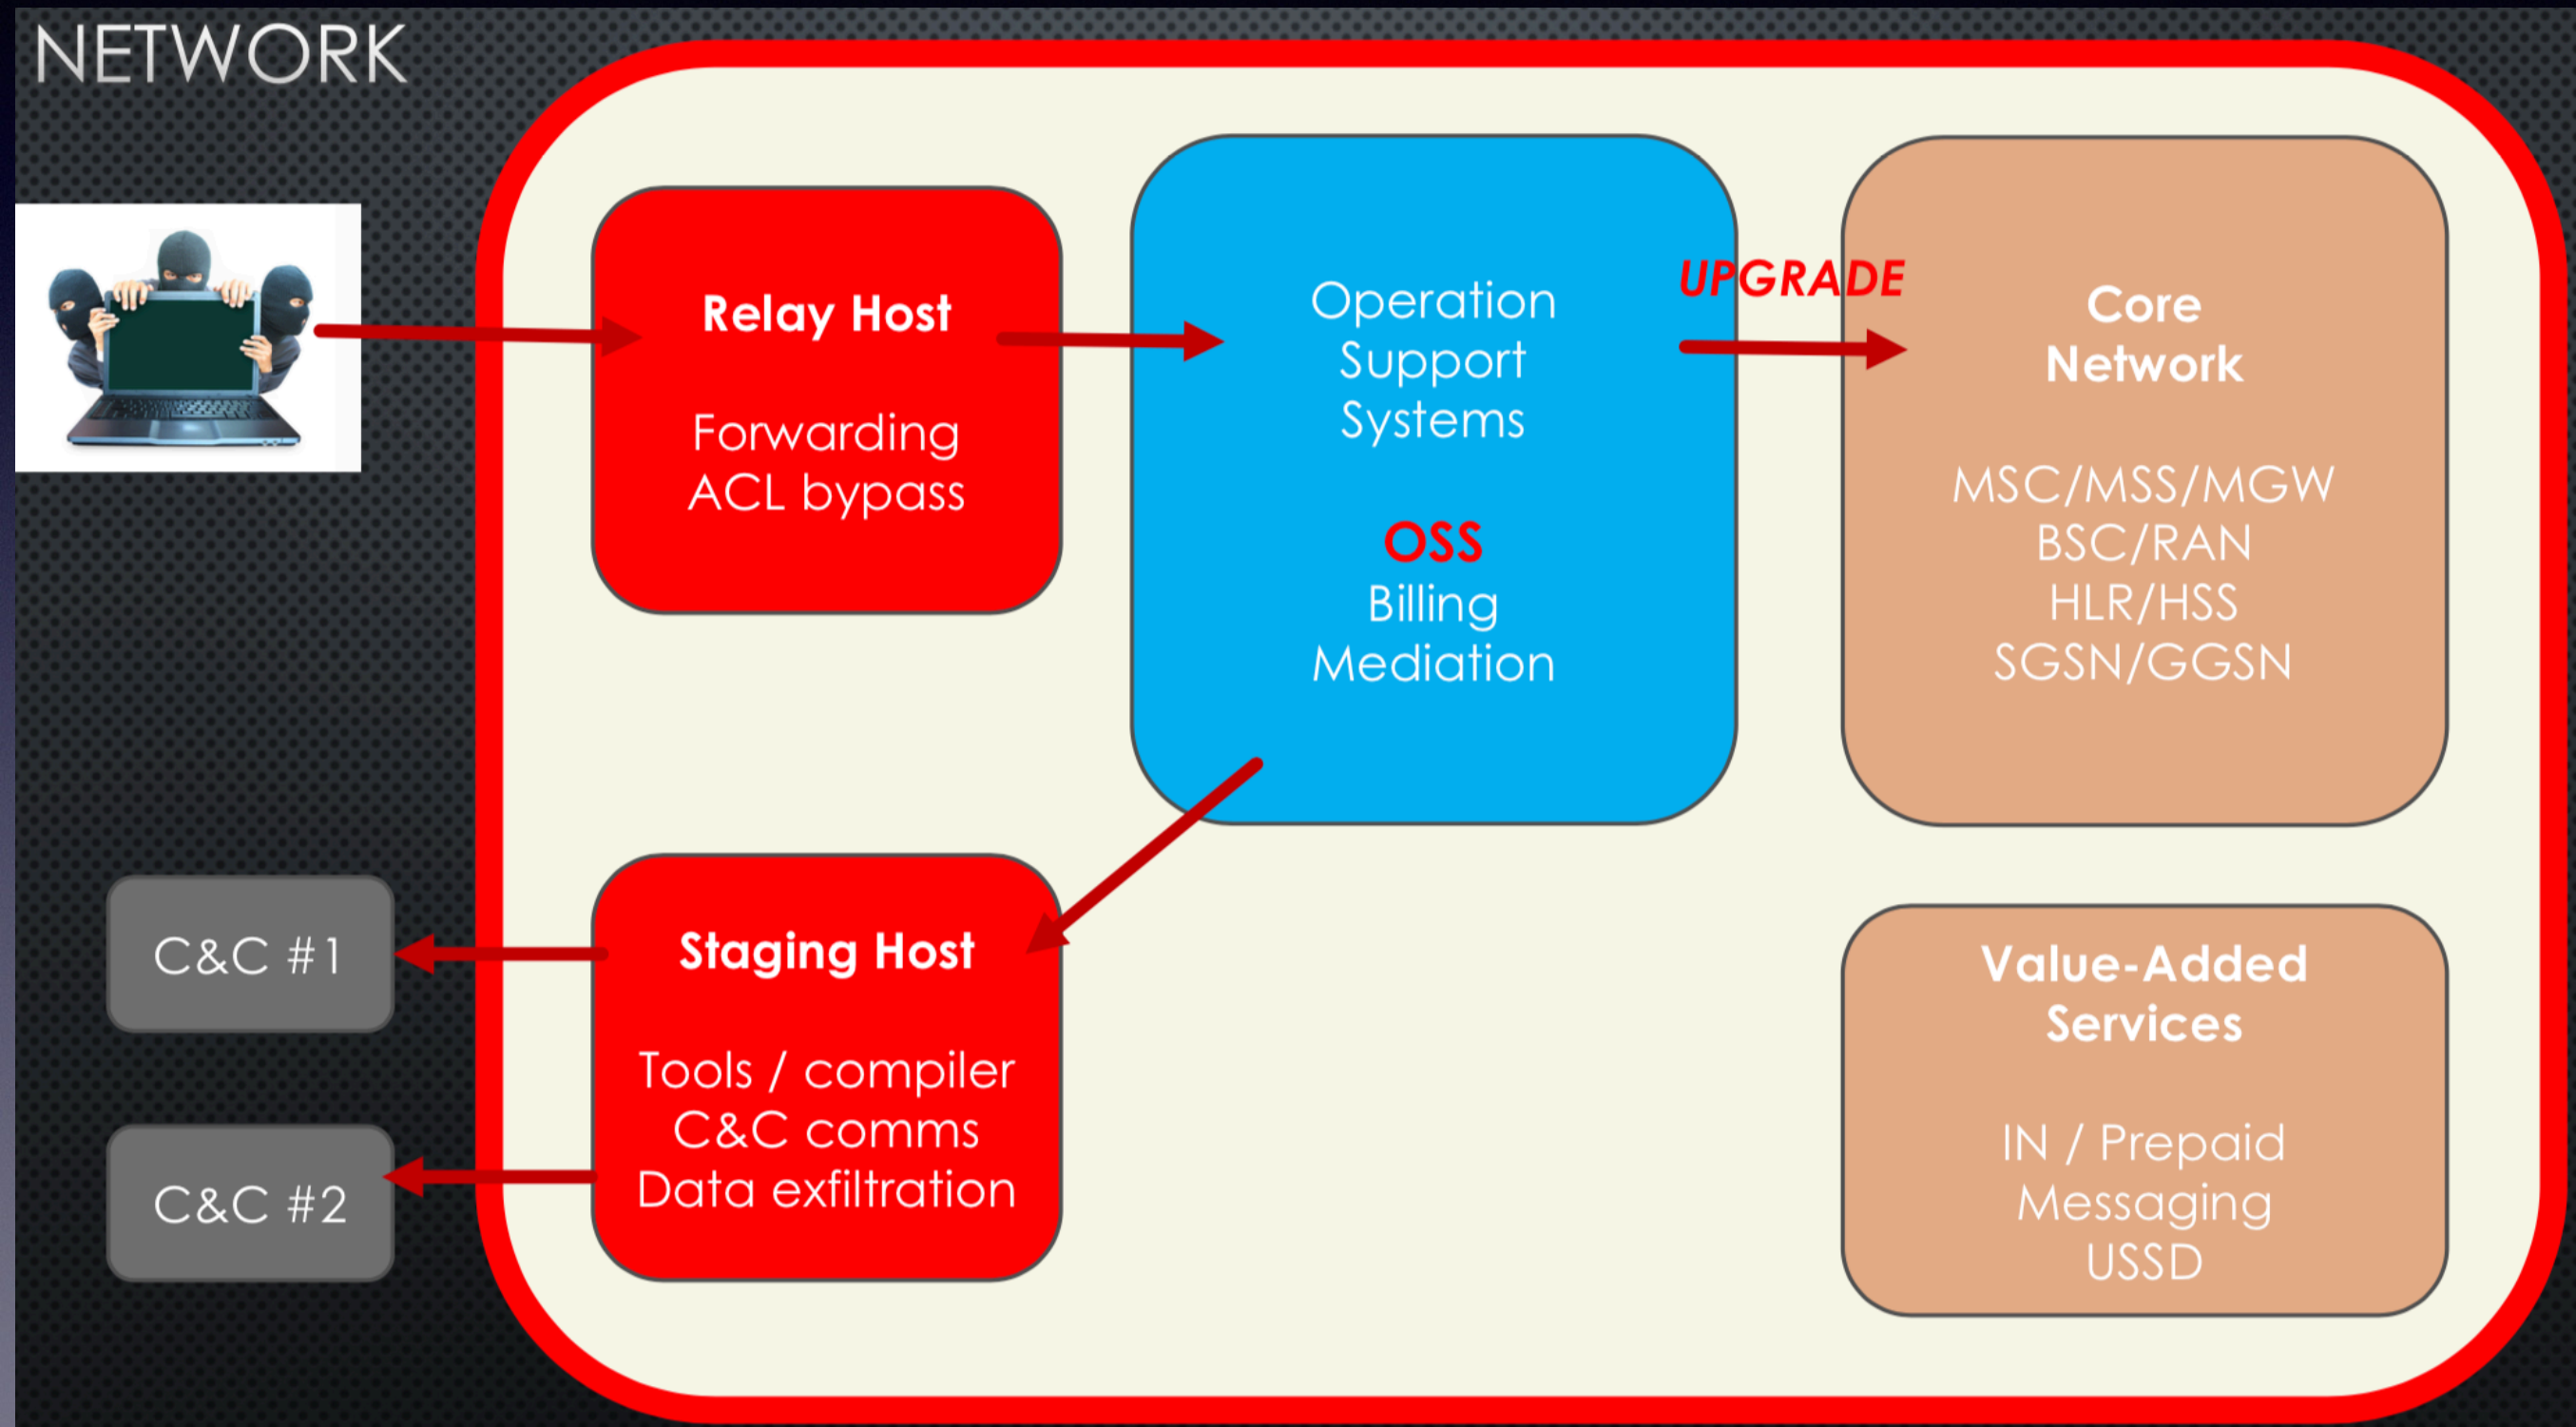 NETWORK
Relay Host
Forwarding
ACL bypass
Operation
Support
Systems
OSS
Billing
Mediation
UPGRADE
Core
Network
MSC/MSS/MGW
BSC/RAN
HLR/HSS
SGSN/GGSN
C&C #1
C&C #2
Staging Host
Tools / compiler
C&C comms
Data exfiltration
Value-Added
Services
IN / Prepaid
Messaging
USSD